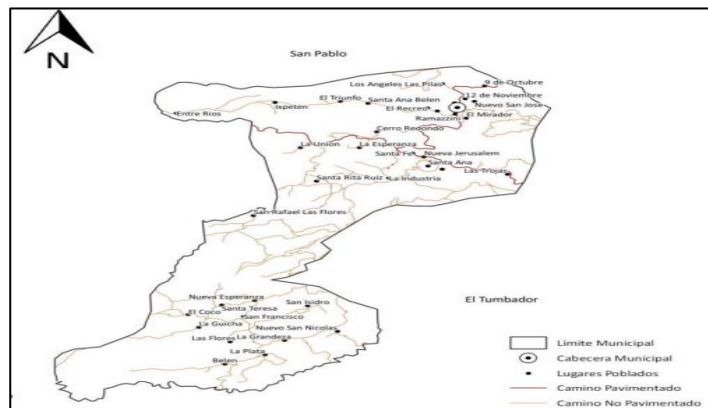 N
San Pablo
Los Angeles Las Pilas
9 de Octubre
12 de Noviembre
Ixpeten
El Triunfo
Santa Ana Belen
Nuevo San Jose
El Recreo
Entre Rios
Ramazzini
El Mirador
Cerro Redondo
La Union
La Esperanza
Santa Fe
Nueva Jerusalem
Santa Ana
Santa Rita Ruiz
La Industria
Las Trojas
San Rafael Las Flores
Nueva Esperanza
San Isidro
El Tumbador
Santa Teresa
El Coco
San Francisco
La Guicha
Nuevo San Nicolas
Las Flores
La Grandeza
La Plata
Belen
Límite Municipal
Cabecera Municipal
Lugares Poblados
Camino Pavimentado
Camino No Pavimentado